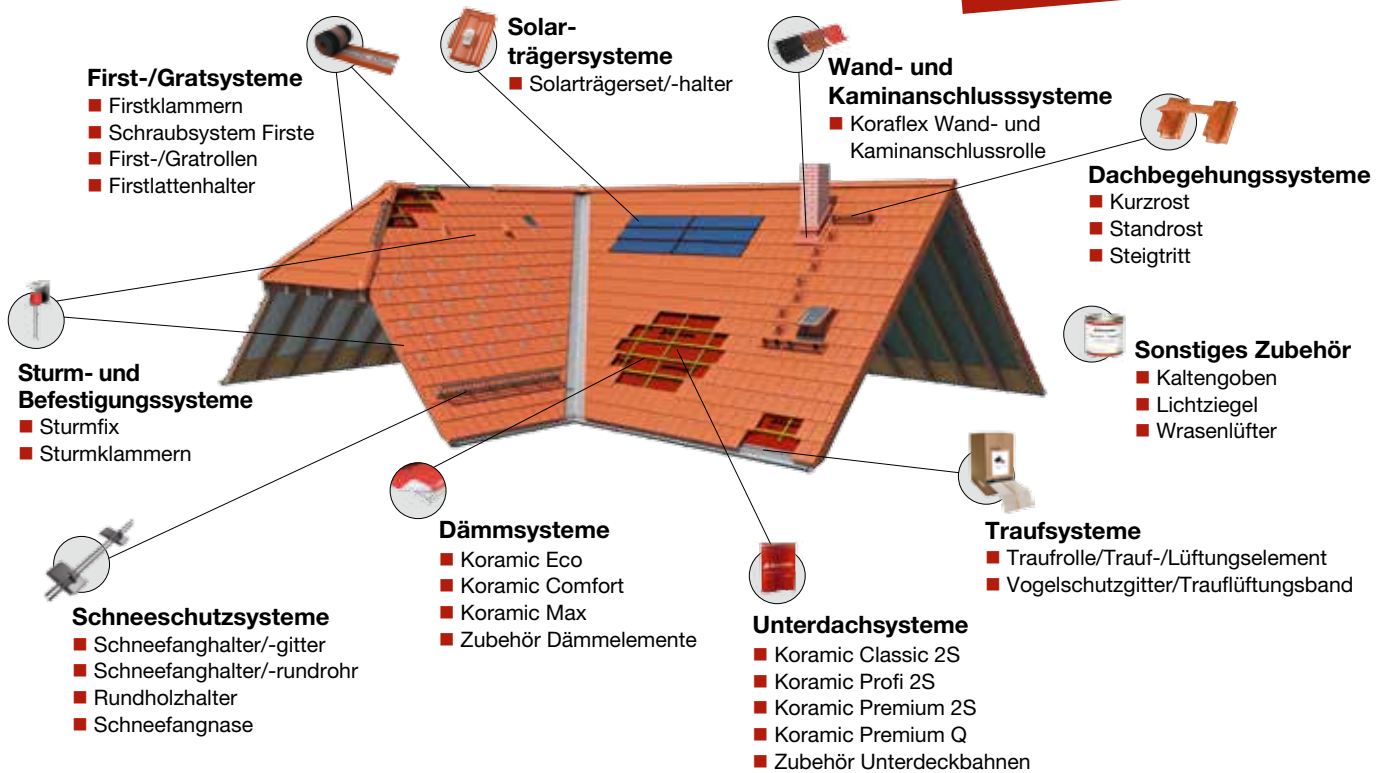 First-/Gratsysteme
Firstklammern
Schraubsystem Firste
First-/Gratrollen
Firstlattenhalter
Solar-
trägersysteme
Solarträgerset/-halter
Wand- und
Kaminanschlusssysteme
Koraflex Wand- und
Kaminanschlussrolle
Dachbegehungssysteme
Kurzrost
Standrost
Steigtritt
Sturm- und
Befestigungssysteme
Sturmfix
Sturmklammern
Sonstiges Zubehör
Kaltengoben
Lichtziegel
Wrasenlüfter
Schneeschutzsysteme
Schneefanghalter/-gitter
Schneefanghalter/-rundrohr
Rundholzhalter
Schneefangnase
Dämmsysteme
Koramic Eco
Koramic Comfort
Koramic Max
Zubehör Dämmelemente
Unterdachsysteme
Koramic Classic 2S
Koramic Profi 2S
Koramic Premium 2S
Koramic Premium Q
Zubehör Unterdeckbahnen
Traufsysteme
Traufrolle/Trauf-/Lüftungselement
Vogelschutzgitter/Trauflüftungsband